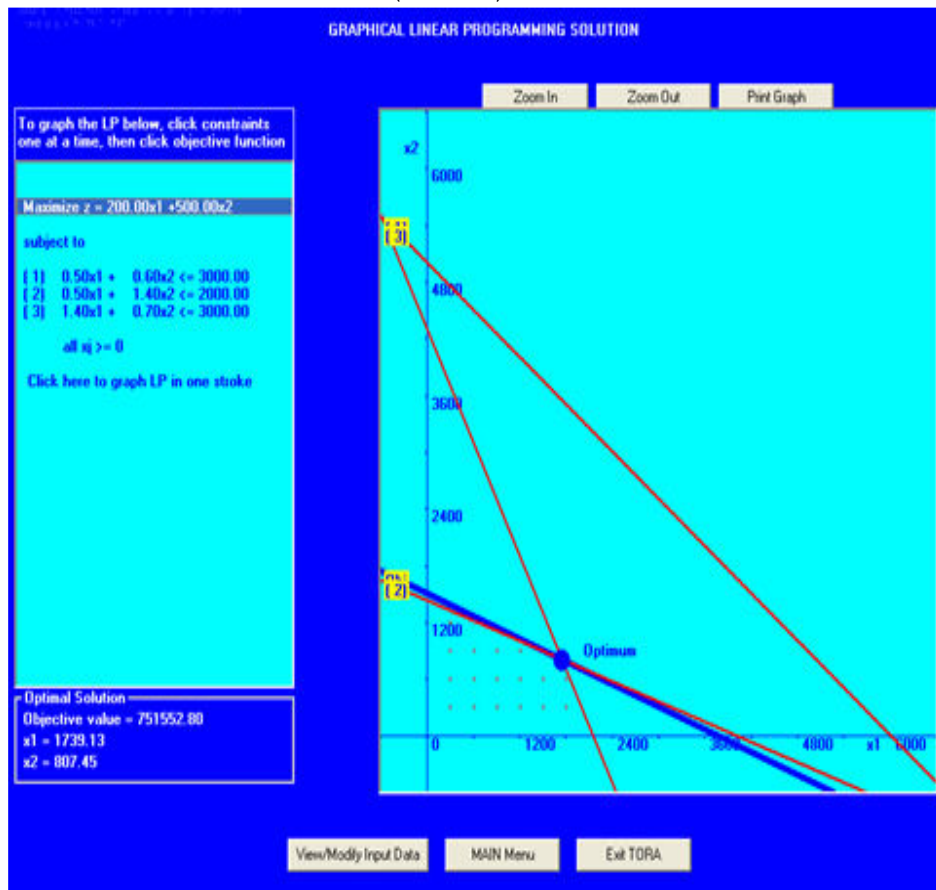 GRAPHICAL LINEAR PROGRAMMING SOLUTION
Zoom In Zoom Out Print Graph
To graph the LP below, click constraints
one at a time, then click objective function
Maximize z = 200.00x1 +500.00x2
subject to
( 1) 0.50x1 + 0.60x2 <= 3000.00
( 2) 0.50x1 + 1.40x2 <= 2000.00
( 3) 1.40x1 + 0.70x2 <= 3000.00
all xj >= 0
Click here to graph LP in one stroke
Optimal Solution
Objective value = 751552.80
x1 = 1739.13
x2 = 807.45
x2
6000
( 3)
4800
3600
2400
( 2)
1200
Optimum
0 1200 2400 3600 4800 x1 6000
View/Modify Input Data MAIN Menu Exit TORA